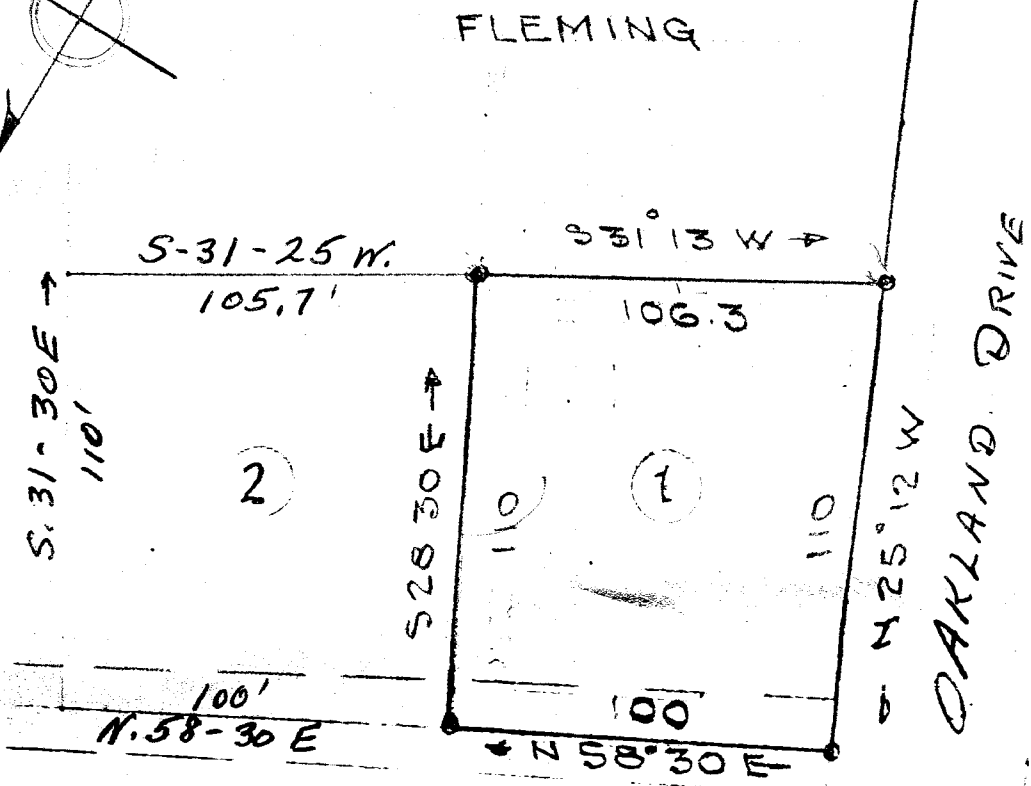 FLEMING
S-31-25 W.
105.7'
S31°13 W
106.3
S.31-30E
110'
2
S28 30 E
110
1
110
N 25°12 W
OAKLAND DRIVE
100'
N.58-30 E
100
N 58°30 E